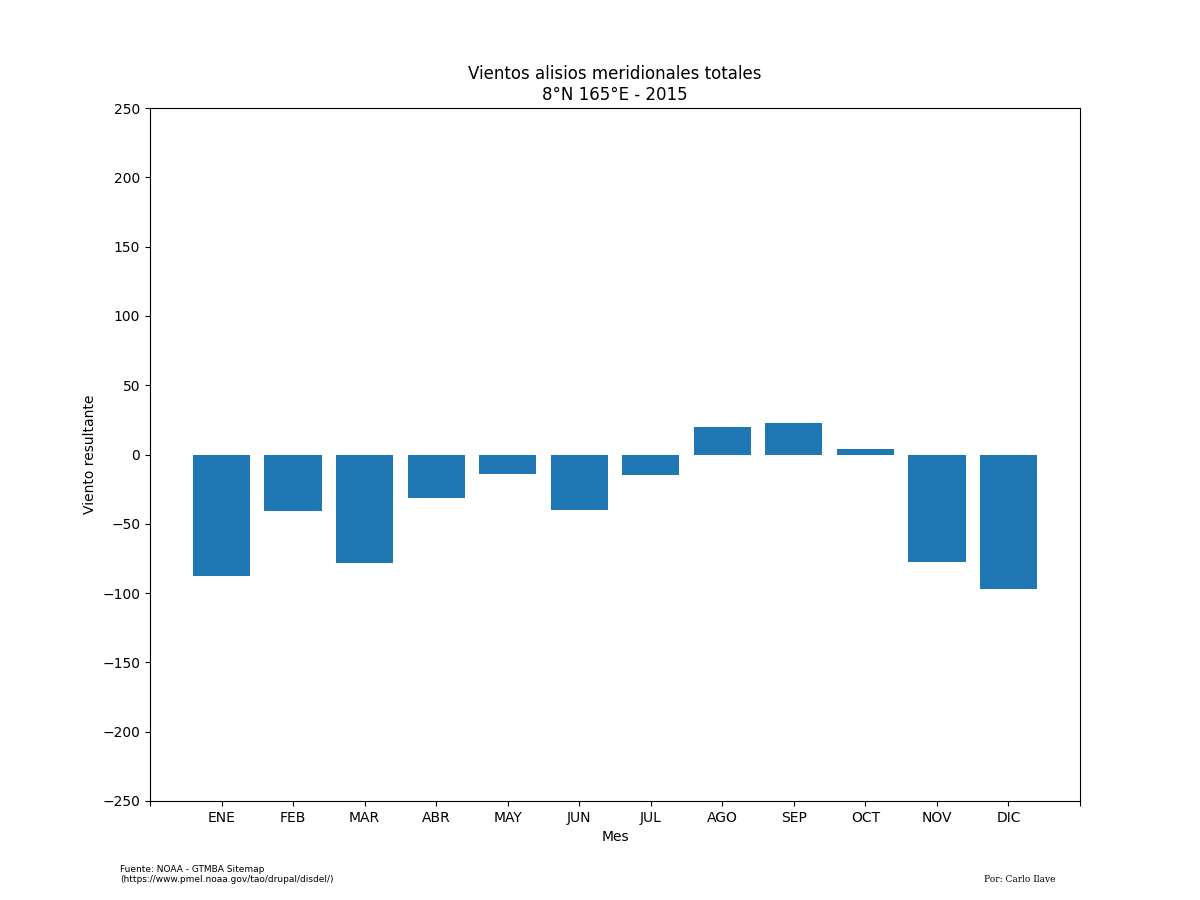 Vientos alisios meridionales totales
8°N 165°E - 2015
250
200
150
100
50
0
−50
−100
−150
−200
−250
Viento resultante
ENE FEB MAR ABR MAY JUN JUL AGO SEP OCT NOV DIC
Mes
Fuente: NOAA - GTMBA Sitemap
(https://www.pmel.noaa.gov/tao/drupal/disdel/)
Por: Carlo Ilave